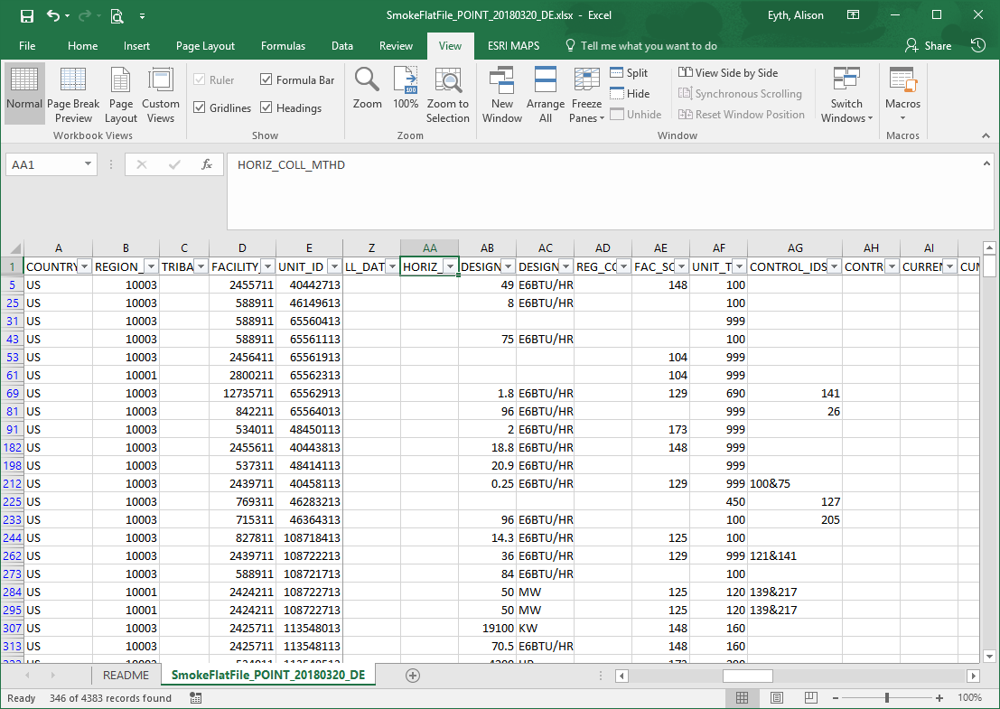 SmokeFlatFile_POINT_20180320_DE.xlsx - Excel Eyth, Alison
File Home Insert Page Layout Formulas Data Review View ESRI MAPS Tell me what you want to do Share
Normal Page Break Preview Page Layout Custom Views
Workbook Views
Ruler Formula Bar
Gridlines Headings
Show
Zoom 100% Zoom to Selection
100
Zoom
New Window Arrange All Freeze Panes
Split
Hide
Unhide
View Side by Side
Synchronous Scrolling
Reset Window Position
Switch Windows
Window
Macros
Macros
AA1 fx HORIZ_COLL_MTHD
A B C D E Z AA AB AC AD AE AF AG AH AI
1 COUNTRY REGION_ TRIBA FACILITY_ UNIT_ID LL_DAT HORIZ_ DESIGN DESIGN REG_CO FAC_SO UNIT_T CONTROL_IDS CONTR CURREN CUM
5 US 10003 2455711 40442713 49 E6BTU/HR 148 100
25 US 10003 588911 46149613 8 E6BTU/HR 100
31 US 10003 588911 65560413 999
43 US 10003 588911 65561113 75 E6BTU/HR 100
53 US 10003 2456411 65561913 104 999
61 US 10001 2800211 65562313 104 999
69 US 10003 12735711 65562913 1.8 E6BTU/HR 129 690 141
81 US 10003 842211 65564013 96 E6BTU/HR 999 26
91 US 10003 534011 48450113 2 E6BTU/HR 173 999
182 US 10003 2455611 40443813 18.8 E6BTU/HR 148 999
198 US 10003 537311 48414113 20.9 E6BTU/HR 999
212 US 10003 2439711 40458113 0.25 E6BTU/HR 129 999 100&75
225 US 10003 769311 46283213 450 127
233 US 10003 715311 46364313 96 E6BTU/HR 100 205
244 US 10003 827811 108718413 14.3 E6BTU/HR 125 100
262 US 10003 2439711 108722213 36 E6BTU/HR 129 999 121&141
273 US 10003 588911 108721713 84 E6BTU/HR 100
284 US 10001 2424211 108722713 50 MW 125 120 139&217
295 US 10001 2424211 108722713 50 MW 125 120 139&217
307 US 10003 2425711 113548013 19100 KW 148 160
313 US 10003 2425711 113548113 70.5 E6BTU/HR 148 160
README SmokeFlatFile_POINT_20180320_DE
Ready 346 of 4383 records found 100%